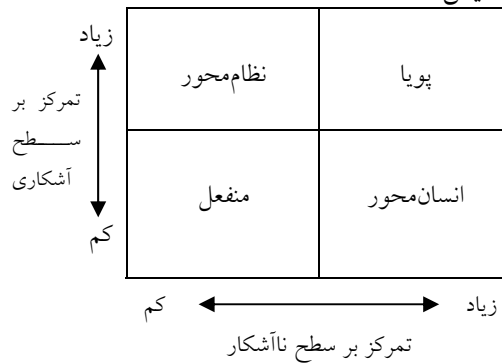 زیاد
پویا
نظام‌محور
تمرکز بر
سطح
آشکاری
انسان‌محور
منفعل
کم
زیاد
کم
تمرکز بر سطح ناآشکار